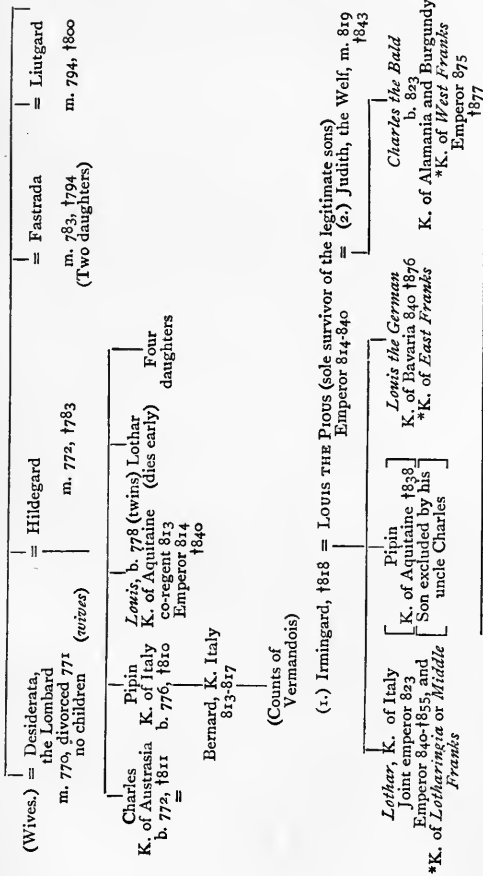 (Wives.) = Desiderata, the Lombard
m. 770, divorced 771
no children
= Hildegard
m. 772, †783
= Fastrada
m. 783, †794
(Two daughters)
= Liutgard
m. 794, †800
(wives)
Charles
K. of Austrasia
b. 772, †811
=
Pipin
K. of Italy
b. 776, †810
Bernard, K. Italy
813-817
(Counts of
Vermandois)
Louis, b. 778 (twins) Lothar
K. of Aquitaine (dies early)
co-regent 813
Emperor 814
†840
Four
daughters
(1.) Irmingard, †818 = LOUIS THE PIOUS (sole survivor of the legitimate sons)
Emperor 814-840
= (2.) Judith, the Welf, m. 819
†843
Lothar, K. of Italy
Joint emperor 823
Emperor 840-†855, and
*K. of Lotharingia or Middle
Franks
Pipin
K. of Aquitaine †838
Son excluded by his
uncle Charles
Louis the German
K. of Bavaria 840 †876
*K. of East Franks
Charles the Bald
b. 823
K. of Alamania and Burgundy
*K. of West Franks
Emperor 875
†877